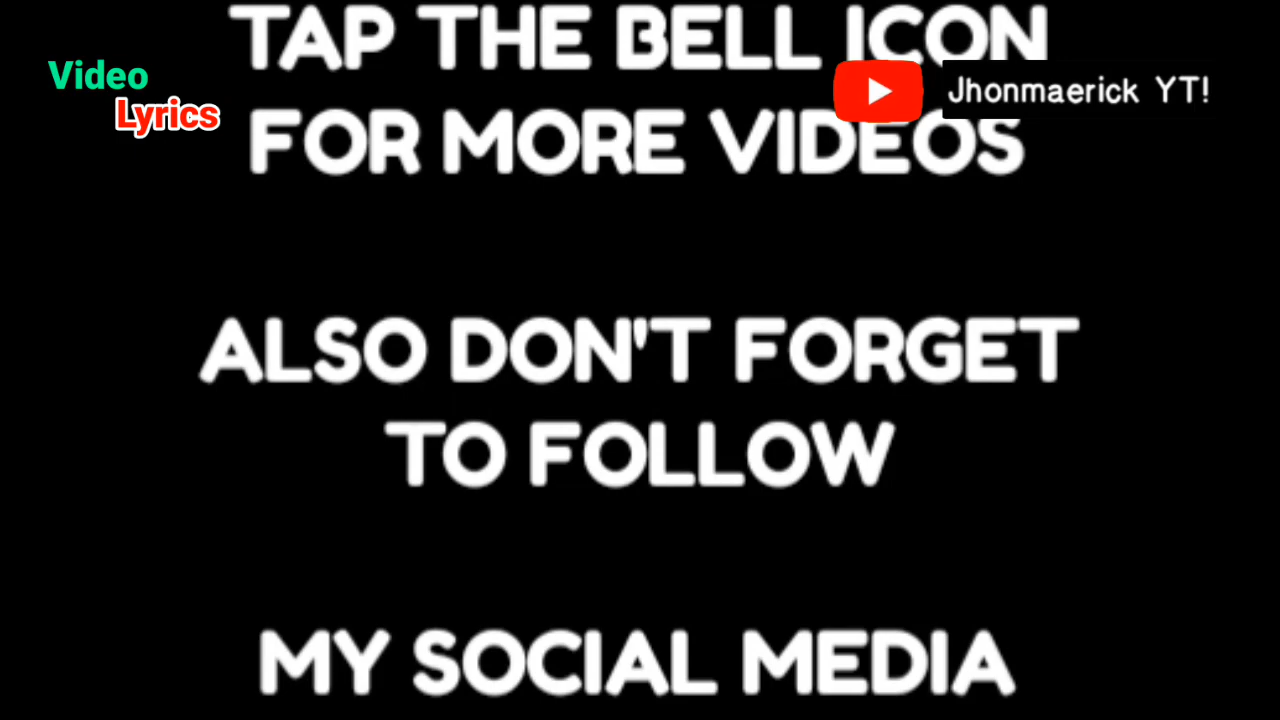 TAP THE BELL ICON
Video
Lyrics
Jhonmaerick YT!
FOR MORE VIDEOS
ALSO DON'T FORGET
TO FOLLOW
MY SOCIAL MEDIA